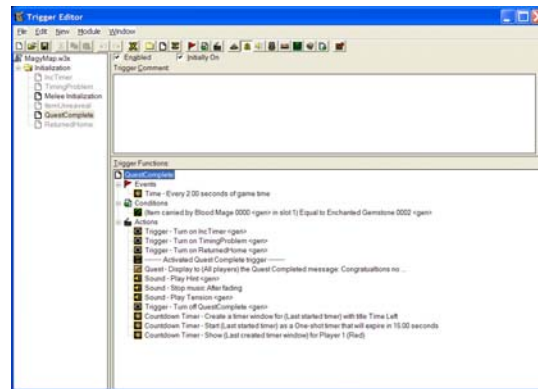 Trigger Editor
File Edit New Module Window
MagyMap.w3x
Initialization
IncTimer
TimingProblem
Melee Initialization
ItemUnreaveal
QuestComplete
ReturnedHome
Enabled Initially On
Trigger Comment:
Trigger Functions:
QuestComplete
Events
Time - Every 2.00 seconds of game time
Conditions
(Item carried by Blood Mage 0000 <gen> in slot 1) Equal to Enchanted Gemstone 0002 <gen>
Actions
Trigger - Turn on IncTimer <gen>
Trigger - Turn on TimingProblem <gen>
Trigger - Turn on ReturnedHome <gen>
------- Activated Quest Complete trigger -------
Quest - Display to (All players) the Quest Completed message: Congratualtions no ...
Sound - Play Hint <gen>
Sound - Stop music After fading
Sound - Play Tension <gen>
Trigger - Turn off QuestComplete <gen>
Countdown Timer - Create a timer window for (Last started timer) with title Time Left
Countdown Timer - Start (Last started timer) as a One-shot timer that will expire in 15.00 seconds
Countdown Timer - Show (Last created timer window) for Player 1 (Red)